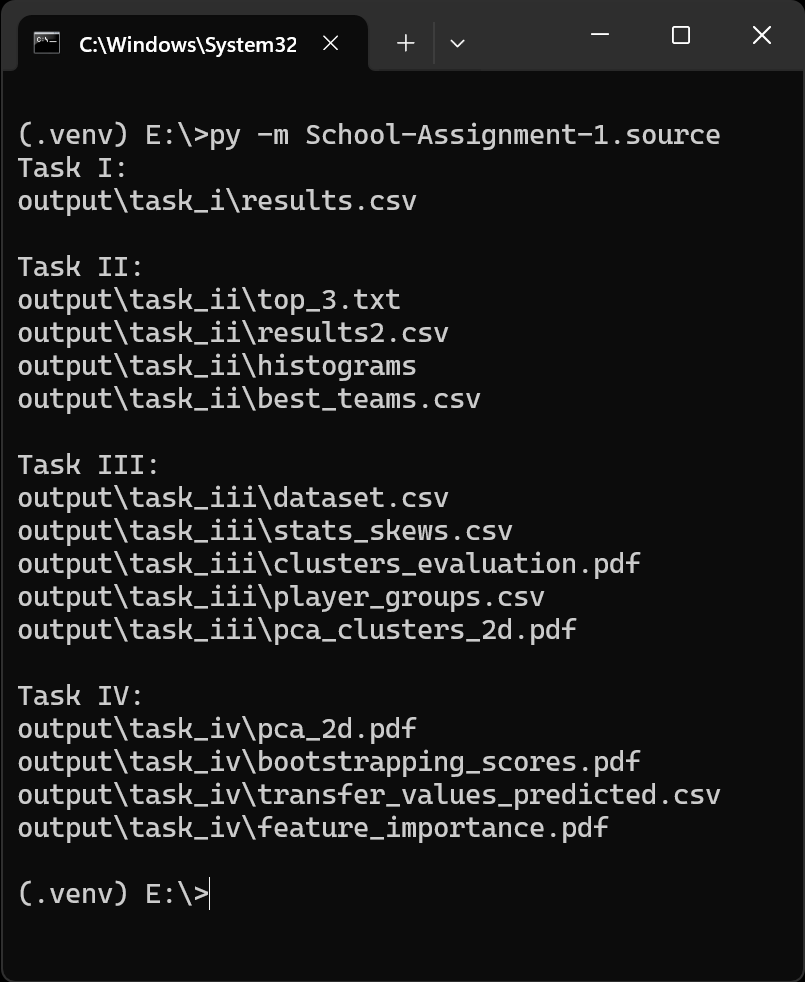 C:\Windows\System32
(.venv) E:\>py -m School-Assignment-1.source
Task I:
output\task_i\results.csv
Task II:
output\task_ii\top_3.txt
output\task_ii\results2.csv
output\task_ii\histograms
output\task_ii\best_teams.csv
Task III:
output\task_iii\dataset.csv
output\task_iii\stats_skews.csv
output\task_iii\clusters_evaluation.pdf
output\task_iii\player_groups.csv
output\task_iii\pca_clusters_2d.pdf
Task IV:
output\task_iv\pca_2d.pdf
output\task_iv\bootstrapping_scores.pdf
output\task_iv\transfer_values_predicted.csv
output\task_iv\feature_importance.pdf
(.venv) E:\>